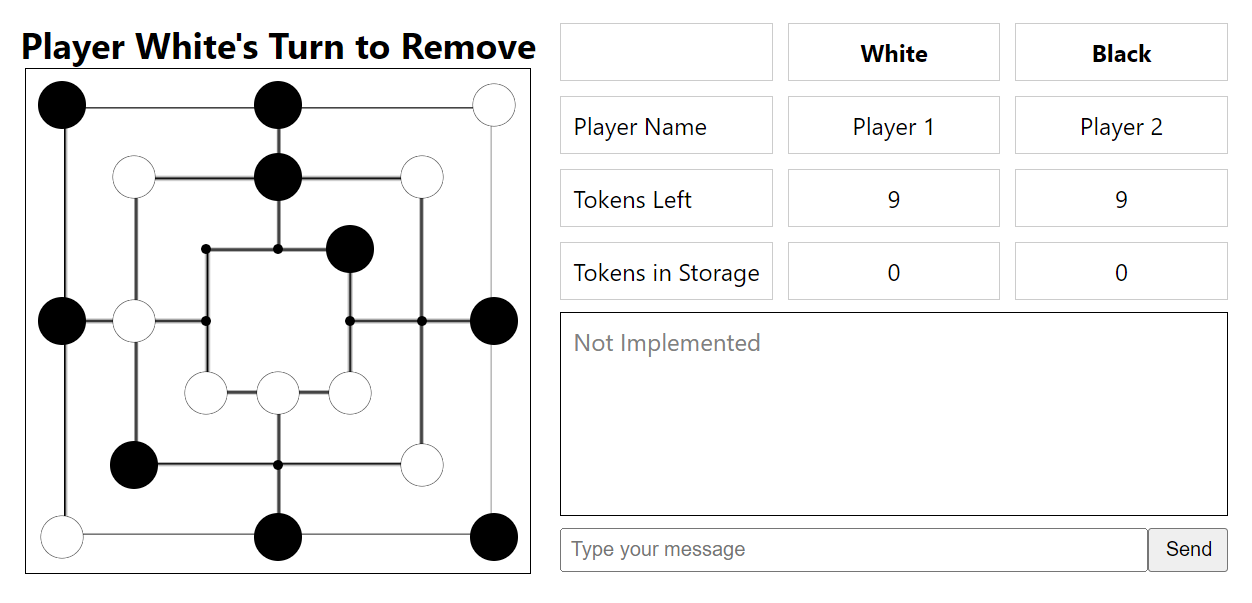 Player White's Turn to Remove
White Black
Player Name Player 1 Player 2
Tokens Left 9 9
Tokens in Storage 0 0
Not Implemented
Type your message Send